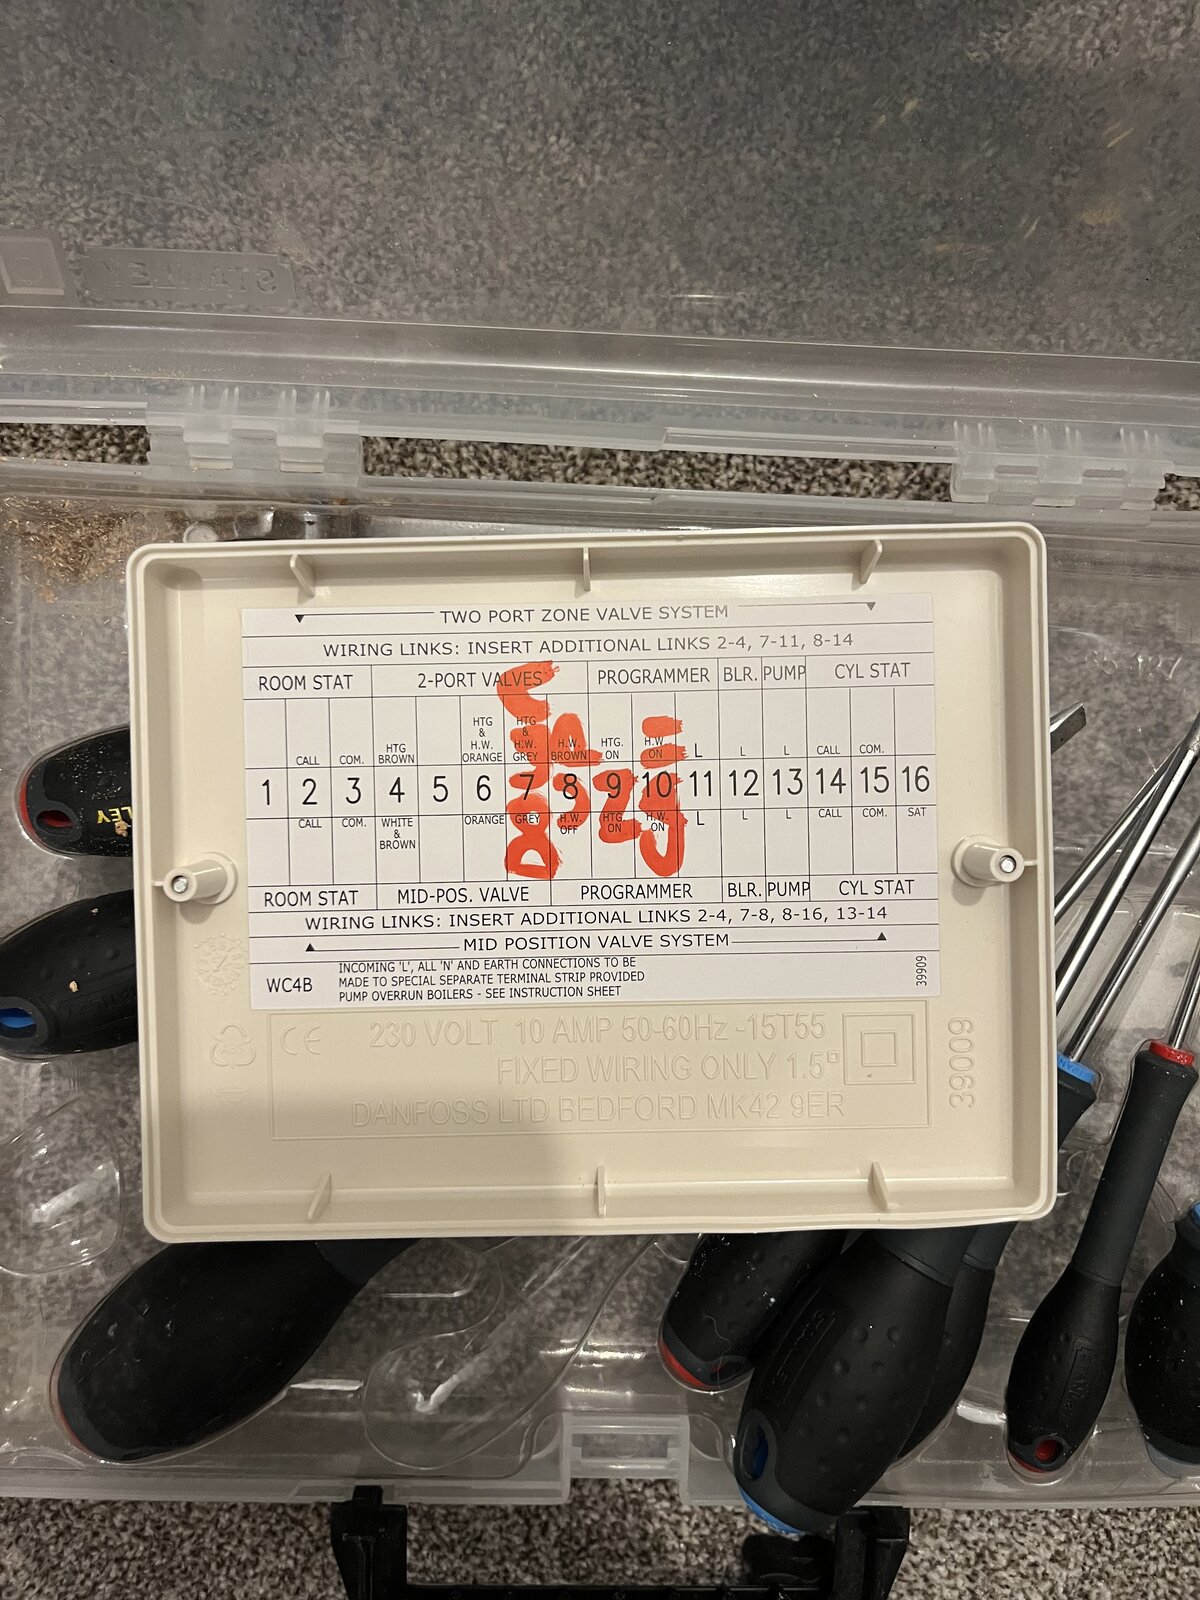 STANLEY
TWO PORT ZONE VALVE SYSTEM
WIRING LINKS: INSERT ADDITIONAL LINKS 2-4, 7-11, 8-14
ROOM STAT 2-PORT VALVES PROGRAMMER BLR. PUMP CYL STAT
CALL COM. HTG BROWN HTG & H.W. ORANGE HTG & H.W. GREY H.W. BROWN HTG. ON H.W. ON L L L CALL COM.
1 2 3 4 5 6 7 8 9 10 11 12 13 14 15 16
CALL COM. WHITE & BROWN ORANGE GREY H.W. OFF HTG. ON H.W. ON L L L CALL COM. SAT
ROOM STAT MID-POS. VALVE PROGRAMMER BLR. PUMP CYL STAT
WIRING LINKS: INSERT ADDITIONAL LINKS 2-4, 7-8, 8-16, 13-14
MID POSITION VALVE SYSTEM
WC4B
INCOMING 'L', ALL 'N' AND EARTH CONNECTIONS TO BE
MADE TO SPECIAL SEPARATE TERMINAL STRIP PROVIDED
PUMP OVERRUN BOILERS - SEE INSTRUCTION SHEET
39909
CE 230 VOLT 10 AMP 50-60Hz -15T55
FIXED WIRING ONLY 1.5□
DANFOSS LTD BEDFORD MK42 9ER
39009
LEY